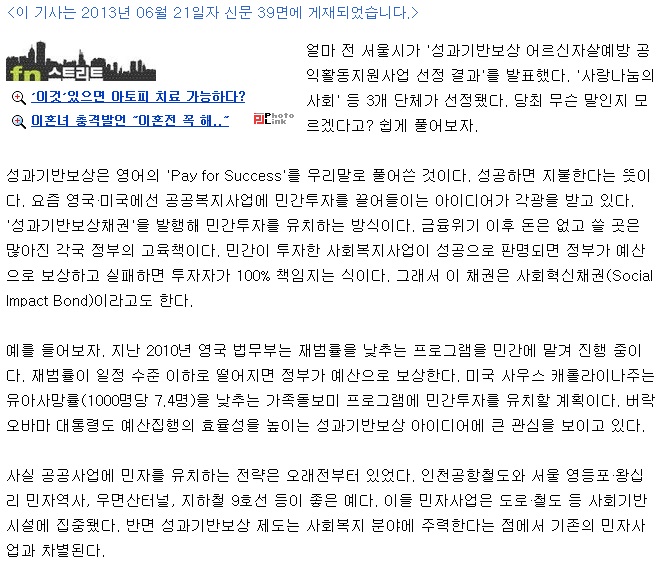 <이 기사는 2013년 06월 21일자 신문 39면에 게재되었습니다.>
fn 스트리트
'이것'있으면 아토피 치료 가능하다?
이혼녀 충격발언 "이혼전 꼭 해.."
Photo Link
얼마 전 서울시가 '성과기반보상 어르신자살예방 공
익활동지원사업 선정 결과'를 발표했다. '사랑나눔의
사회' 등 3개 단체가 선정됐다. 당최 무슨 말인지 모
르겠다고? 쉽게 풀어보자.
성과기반보상은 영어의 'Pay for Success'를 우리말로 풀어쓴 것이다. 성공하면 지불한다는 뜻이
다. 요즘 영국·미국에선 공공복지사업에 민간투자를 끌어들이는 아이디어가 각광을 받고 있다.
'성과기반보상채권'을 발행해 민간투자를 유치하는 방식이다. 금융위기 이후 돈은 없고 쓸 곳은
많아진 각국 정부의 고육책이다. 민간이 투자한 사회복지사업이 성공으로 판명되면 정부가 예산
으로 보상하고 실패하면 투자자가 100% 책임지는 식이다. 그래서 이 채권은 사회혁신채권(Social
Impact Bond)이라고도 한다.
예를 들어보자. 지난 2010년 영국 법무부는 재범률을 낮추는 프로그램을 민간에 맡겨 진행 중이
다. 재범률이 일정 수준 이하로 떨어지면 정부가 예산으로 보상한다. 미국 사우스 캐롤라이나주는
유아사망률(1000명당 7.4명)을 낮추는 가족돌보미 프로그램에 민간투자를 유치할 계획이다. 버락
오바마 대통령도 예산집행의 효율성을 높이는 성과기반보상 아이디어에 큰 관심을 보이고 있다.
사실 공공사업에 민자를 유치하는 전략은 오래전부터 있었다. 인천공항철도와 서울 영등포·왕십
리 민자역사, 우면산터널, 지하철 9호선 등이 좋은 예다. 이들 민자사업은 도로·철도 등 사회기반
시설에 집중됐다. 반면 성과기반보상 제도는 사회복지 분야에 주력한다는 점에서 기존의 민자사
업과 차별된다.